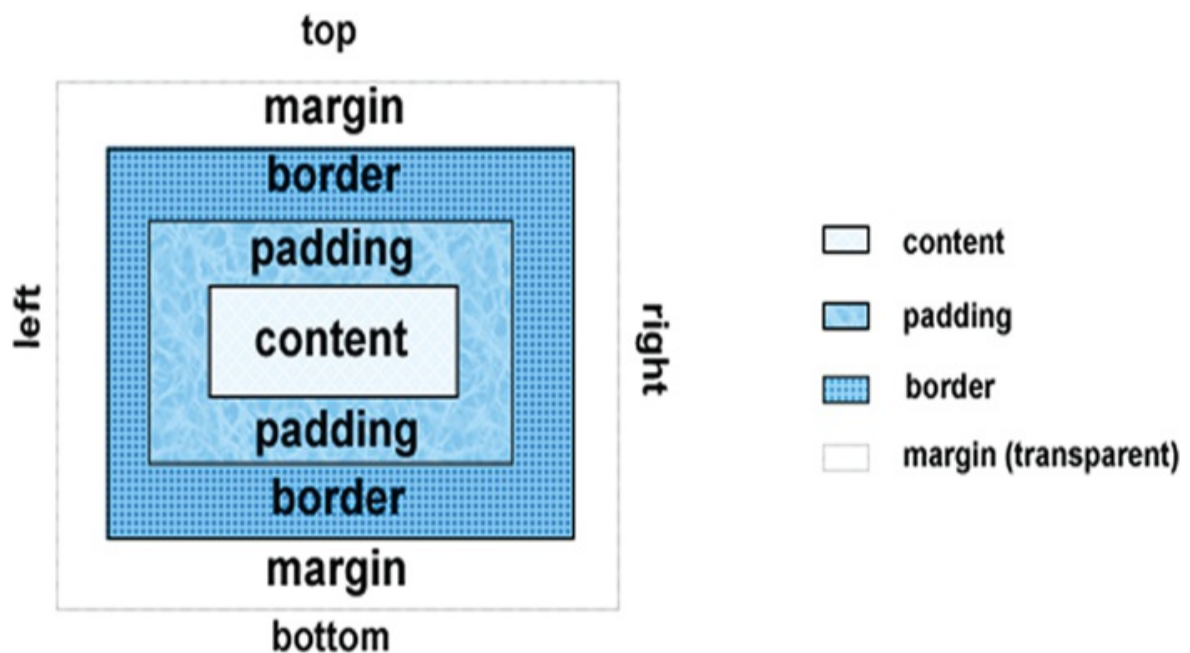 top
margin
border
padding
content
padding
border
margin
bottom
left
right
content
padding
border
margin (transparent)